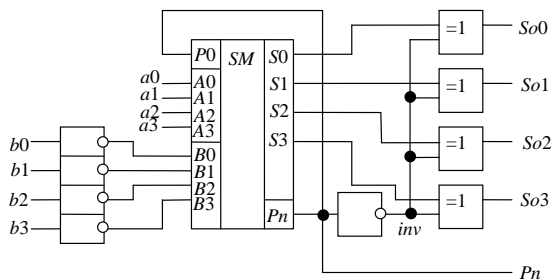 P0 SM S0 =1 So0
a0 A0 S1 =1 So1
a1 A1
a2 A2 S2 =1 So2
a3 A3 S3 =1 So3
b0 B0
b1 B1
b2 B2
b3 B3 Pn inv
Pn